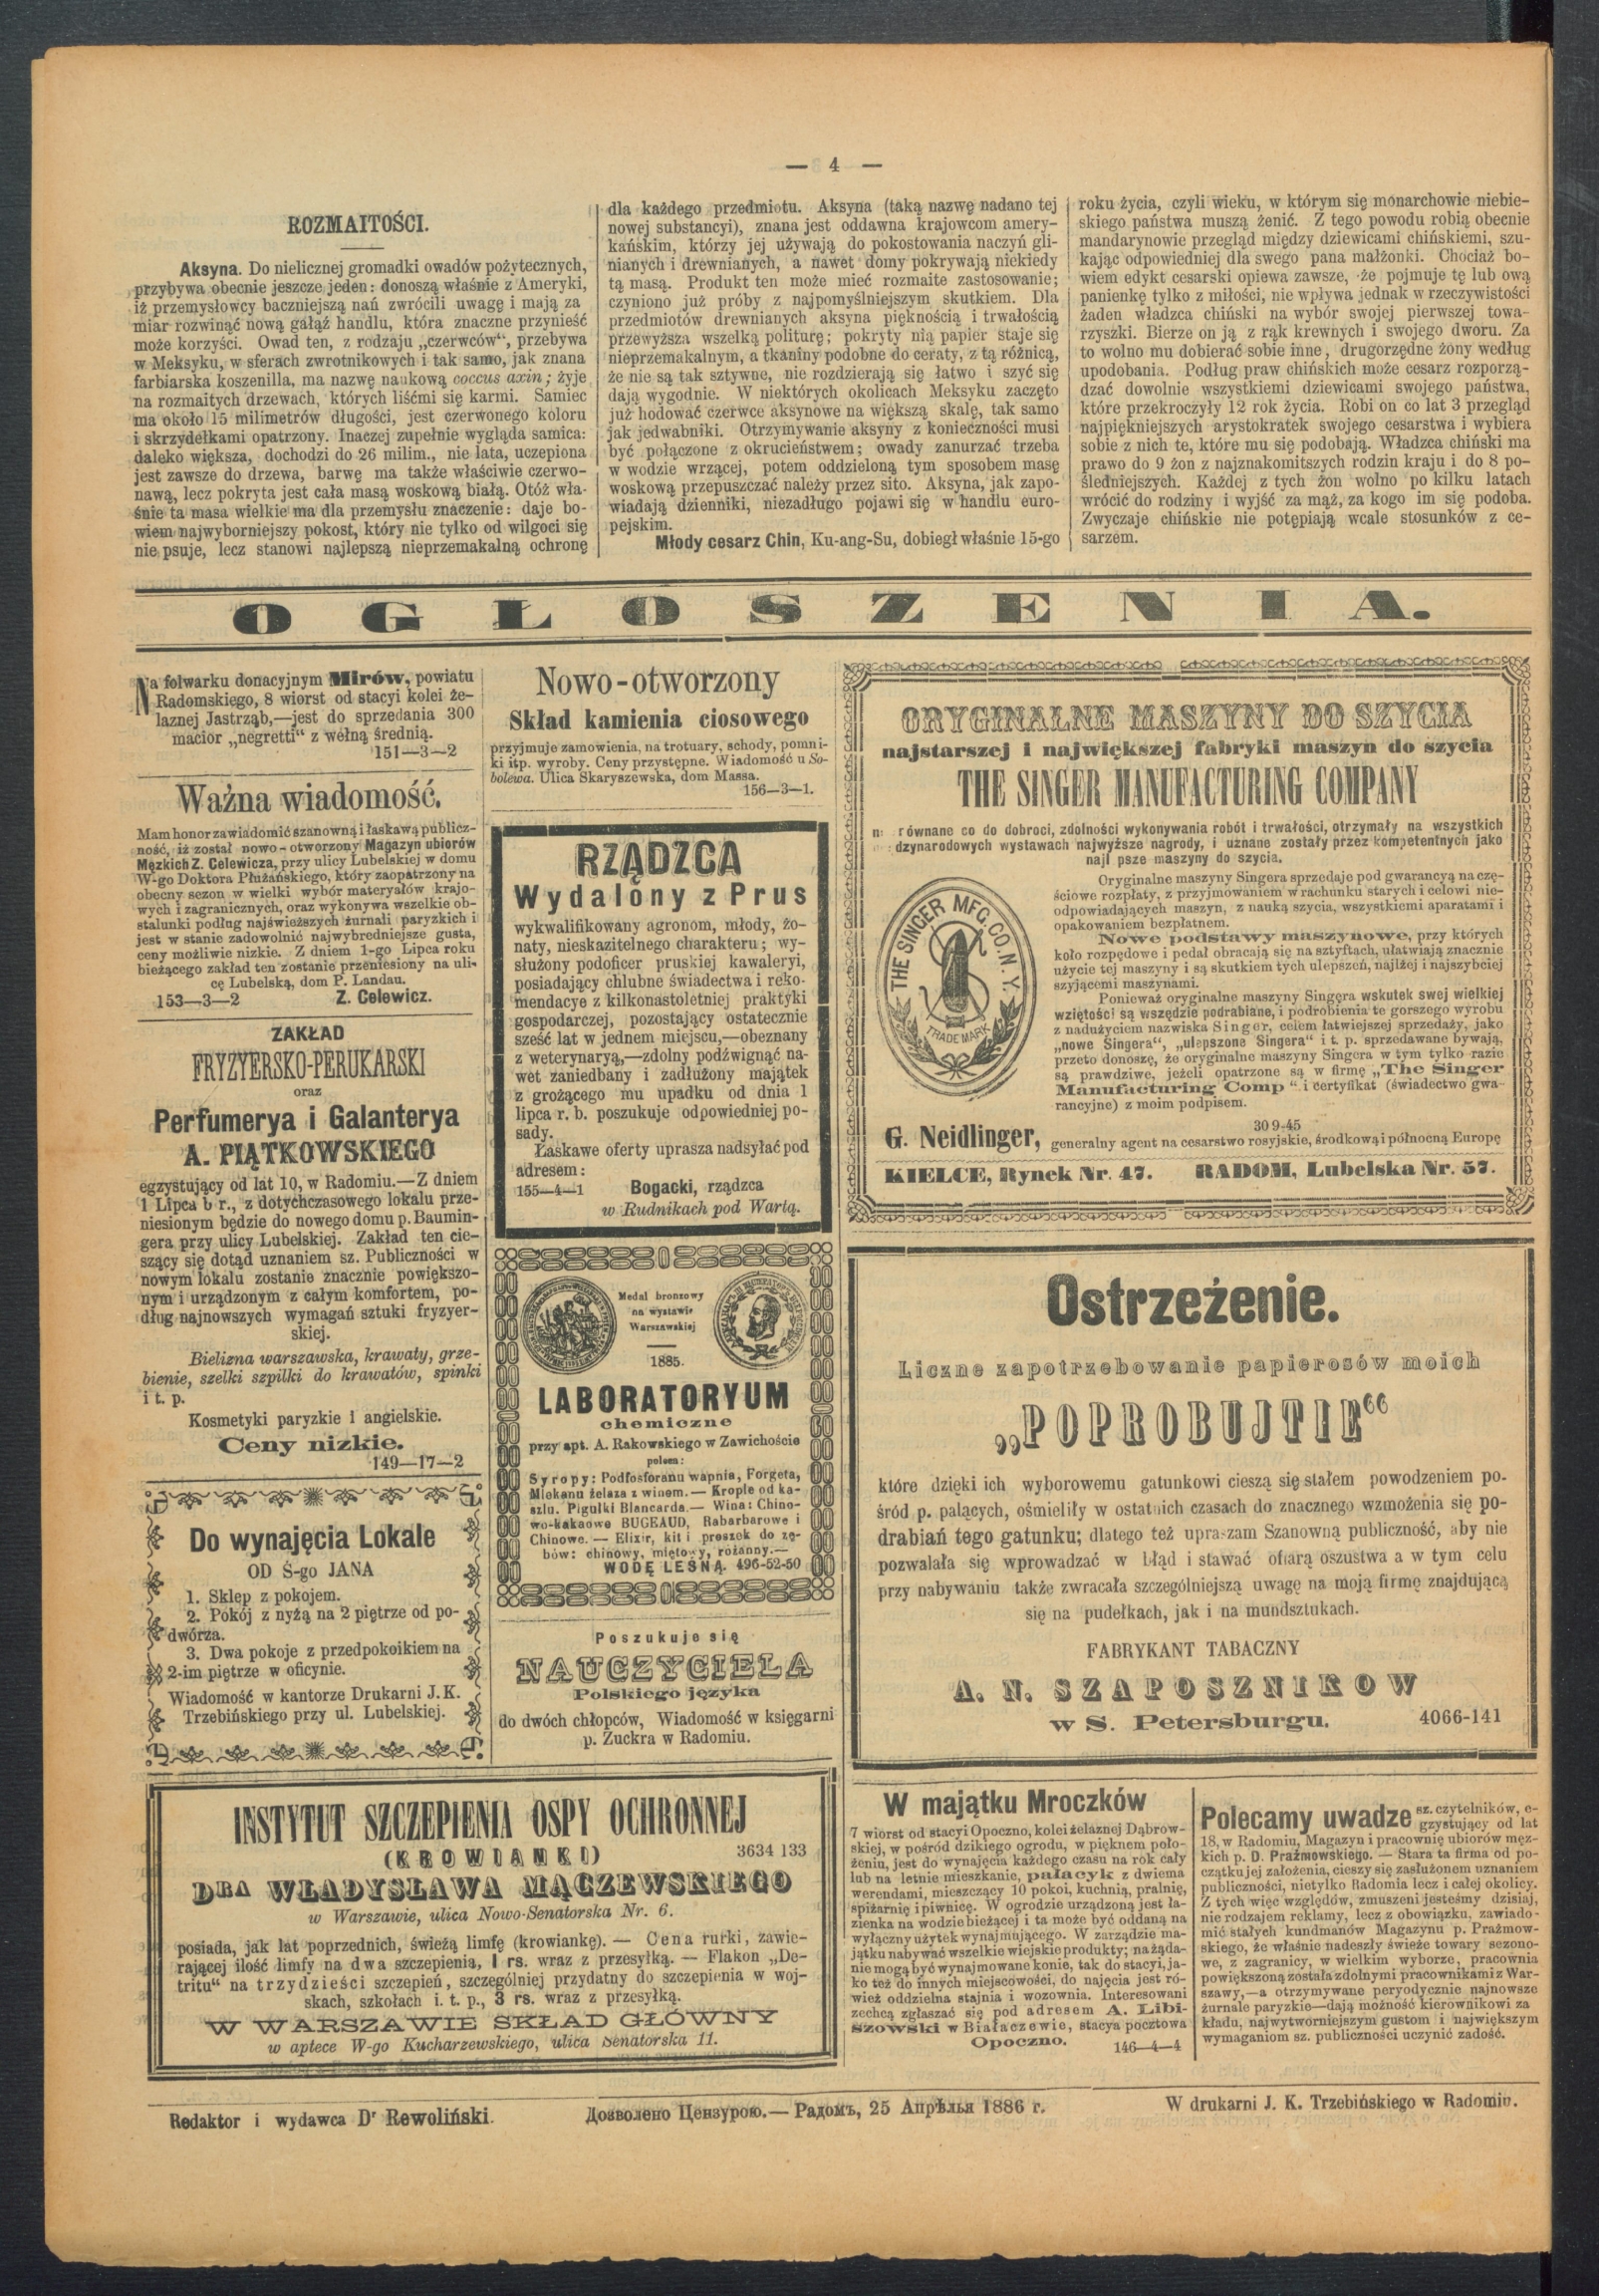 — 4 —
ROZMAITOŚCI.
Aksyna. Do nielicznej gromadki owadów pożytecznych,
przybywa obecnie jeszcze jeden: donoszą właśnie z Ameryki,
iż przemysłowcy baczniejszą nań zwrócili uwagę i mają za
miar rozwinąć nową gałąź handlu, która znaczne przynieść
może korzyści. Owad ten, z rodzaju „czerwców“, przebywa
w Meksyku, w sferach zwrotnikowych i tak samo, jak znana
farbiarska koszenilla, ma nazwę naukową coccus axin; żyje
na rozmaitych drzewach, których liśćmi się karmi. Samiec
ma około 15 milimetrów długości, jest czerwonego koloru
i skrzydełkami opatrzony. Inaczej zupełnie wygląda samica:
daleko większa, dochodzi do 26 milim., nie lata, uczepiona
jest zawsze do drzewa, barwę ma także właściwie czerwo-
nawą, lecz pokryta jest cała masą woskową białą. Otóż wła-
śnie ta masa wielkie ma dla przemysłu znaczenie: daje bo-
wiem najwyborniejszy pokost, który nie tylko od wilgoci się
nie psuje, lecz stanowi najlepszą nieprzemakalną ochronę
dla każdego przedmiotu. Aksyna (taką nazwę nadano tej
nowej substancyi), znana jest oddawna krajowcom amery-
kańskim, którzy jej używają do pokostowania naczyń gli-
nianych i drewnianych, a nawet domy pokrywają niekiedy
tą masą. Produkt ten może mieć rozmaite zastosowanie;
czyniono już próby z najpomyślniejszym skutkiem. Dla
przedmiotów drewnianych aksyna pięknością i trwałością
przewyższa wszelką politurę; pokryty nią papier staje się
nieprzemakalnym, a tkaniny podobne do ceraty, z tą różnicą,
że nie są tak sztywne, nie rozdzierają się łatwo i szyć się
dają wygodnie. W niektórych okolicach Meksyku zaczęto
już hodować czerwce aksynowe na większą skalę, tak samo
jak jedwabniki. Otrzymywanie aksyny z konieczności musi
być połączone z okrucieństwem; owady zanurzać trzeba
w wodzie wrzącej, potem oddzieloną tym sposobem masę
woskową przepuszczać należy przez sito. Aksyna, jak zapo-
wiadają dzienniki, niezadługo pojawi się w handlu euro-
pejskim.
Młody cesarz Chin, Ku-ang-Su, dobiegł właśnie 15-go
roku życia, czyli wieku, w którym się monarchowie niebie-
skiego państwa muszą żenić. Z tego powodu robią obecnie
mandarynowie przegląd między dziewicami chińskiemi, szu-
kając odpowiedniej dla swego pana małżonki. Chociaż bo-
wiem edykt cesarski opiewa zawsze, że pojmuje tę lub ową
panienkę tylko z miłości, nie wpływa jednak w rzeczywistości
żaden władzca chiński na wybór swojej pierwszej towa-
rzyszki. Bierze on ją z rąk krewnych i swojego dworu. Za
to wolno mu dobierać sobie inne, drugorzędne żony według
upodobania. Podług praw chińskich może cesarz rozporzą-
dzać dowolnie wszystkiemi dziewicami swojego państwa,
które przekroczyły 12 rok życia. Robi on co lat 3 przegląd
najpiękniejszych arystokratek swojego cesarstwa i wybiera
sobie z nich te, które mu się podobają. Władzca chiński ma
prawo do 9 żon z najznakomitszych rodzin kraju i do 8 po-
śledniejszych. Każdej z tych żon wolno po kilku latach
wrócić do rodziny i wyjść za mąż, za kogo im się podoba.
Zwyczaje chińskie nie potępiają wcale stosunków z ce-
sarzem.
OGŁOSZENIA.
Na folwarku donacyjnym Mirów, powiatu
Radomskiego, 8 wiorst od stacyi kolei że-
laznej Jastrząb,—jest do sprzedania 300
macior „negretti“ z wełną średnią.
151—3—2
Ważna wiadomość.
Mam honor zawiadomić szanowną i łaskawą publicz-
ność, iż został nowo-otworzony Magazyn ubiorów
Męzkich Z. Celewicza, przy ulicy Lubelskiej w domu
W-go Doktora Płużańskiego, który zaopatrzony na
obecny sezon w wielki wybór materyałów krajo-
wych i zagranicznych, oraz wykonywa wszelkie ob-
stalunki podług najświeższych żurnali paryzkich i
jest w stanie zadowolnić najwybredniejsze gusta,
ceny możliwie nizkie. Z dniem 1-go Lipca roku
bieżącego zakład ten zostanie przeniesiony na uli-
cę Lubelską, dom P. Landau.
153—3—2 Z. Celewicz.
ZAKŁAD
FRYZYERSKO-PERUKARSKI
oraz
Perfumerya i Galanterya
A. PIĄTKOWSKIEGO
egzystujący od lat 10, w Radomiu.—Z dniem
1 Lipca b r., z dotychczasowego lokalu prze-
niesionym będzie do nowego domu p. Baumin-
gera przy ulicy Lubelskiej. Zakład ten cie-
szący się dotąd uznaniem sz. Publiczności w
nowym lokalu zostanie znacznie powiększo-
nym i urządzonym z całym komfortem, po-
dług najnowszych wymagań sztuki fryzyer-
skiej.
Bielizna warszawska, krawaty, grze-
bienie, szelki szpilki do krawatów, spinki
i t. p.
Kosmetyki paryzkie i angielskie.
Ceny nizkie.
149—17—2
Do wynajęcia Lokale
OD Ś-go JANA
1. Sklep z pokojem.
2. Pokój z nyżą na 2 piętrze od po-
dwórza.
3. Dwa pokoje z przedpokoikiem na
2-im piętrze w oficynie.
Wiadomość w kantorze Drukarni J. K.
Trzebińskiego przy ul. Lubelskiej.
Nowo-otworzony
Skład kamienia ciosowego
przyjmuje zamowienia, na trotuary, schody, pomni-
ki itp. wyroby. Ceny przystępne. Wiadomość u So-
bolewa. Ulica Skaryszewska, dom Massa.
156—3—1.
RZĄDZCA
Wydalony z Prus
wykwalifikowany agronom, młody, żo-
naty, nieskazitelnego charakteru; wy-
służony podoficer pruskiej kawaleryi,
posiadający chlubne świadectwa i reko-
mendacye z kilkonastoletniej praktyki
gospodarczej, pozostający ostatecznie
sześć lat w jednem miejscu,—obeznany
z weterynaryą,—zdolny podźwignąć na-
wet zaniedbany i zadłużony majątek
z grożącego mu upadku od dnia 1
lipca r. b. poszukuje odpowiedniej po-
sady.
Łaskawe oferty uprasza nadsyłać pod
adresem:
155—4—1 Bogacki, rządzca
w Rudnikach pod Wartą.
Medal bronzowy
na wystawie
Warszawskiej
1885.
LABORATORYUM
chemiczne
przy apt. A. Rakowskiego w Zawichoście
poleca:
Syropy: Podfosforanu wapnia, Forgeta,
Mlekanu żelaza z winem.— Krople od ka-
szlu. Pigułki Blancarda.— Wina: Chino-
wo-kakaowe BUGEAUD, Rabarbarowe i
Chinowe. — Elixir, kit i proszek do zę-
bów: chinowy, miętowy, różanny.—
WODĘ LEŚNĄ. 496-52-50
Poszukuje się
NAUCZYCIELA
Polskiego języka
do dwóch chłopców, Wiadomość w księgarni
p. Zuckra w Radomiu.
ORYGINALNE MASZYNY DO SZYCIA
najstarszej i największej fabryki maszyn do szycia
THE SINGER MANUFACTURING COMPANY
równane co do dobroci, zdolności wykonywania robót i trwałości, otrzymały na wszystkich
dzynarodowych wystawach najwyższe nagrody, i uznane zostały przez kompetentnych jako
najl psze maszyny do szycia.
THE SINGER MFG. CO. N. Y.
TRADE MARK
Oryginalne maszyny Singera sprzedaje pod gwarancyą na czę-
ściowe rozpłaty, z przyjmowaniem w rachunku starych i celowi nie-
odpowiadających maszyn, z nauką szycia, wszystkiemi aparatami i
opakowaniem bezpłatnem.
Nowe podstawy maszynowe, przy których
koło rozpędowe i pedał obracają się na sztyftach, ułatwiają znacznie
użycie tej maszyny i są skutkiem tych ulepszeń, najlżej i najszybciej
szyjącemi maszynami.
Ponieważ oryginalne maszyny Singera wskutek swej wielkiej
wziętości są wszędzie podrabiane, i podrobienia te gorszego wyrobu
z nadużyciem nazwiska Singer, celem łatwiejszej sprzedaży, jako
„nowe Singera“, „ulepszone Singera“ i t. p. sprzedawane bywają,
przeto donoszę, że oryginalne maszyny Singera w tym tylko razie
są prawdziwe, jeżeli opatrzone są w firmę „The Singer
Manufacturing Comp “ i certyfikat (świadectwo gwa-
rancyjne) z moim podpisem.
30 9-45
G. Neidlinger, generalny agent na cesarstwo rosyjskie, środkową i północną Europę
KIELCE, Rynek Nr. 47. RADOM, Lubelska Nr. 57.
Ostrzeżenie.
Liczne zapotrzebowanie papierosów moich
„POPROBUJTIE“
które dzięki ich wyborowemu gatunkowi cieszą się stałem powodzeniem po-
śród p. palących, ośmieliły w ostatnich czasach do znacznego wzmożenia się po-
drabiań tego gatunku; dlatego też upraszam Szanowną publiczność, aby nie
pozwalała się wprowadzać w błąd i stawać ofiarą oszustwa a w tym celu
przy nabywaniu także zwracała szczególniejszą uwagę na moją firmę znajdującą
się na pudełkach, jak i na mundsztukach.
FABRYKANT TABACZNY
A. N. SZAPOSZNIKOW
w S. Petersburgu. 4066-141
INSTYTUT SZCZEPIENIA OSPY OCHRONNEJ
(KROWIANKI) 3634 133
DRA WŁADYSŁAWA MĄCZEWSKIEGO
w Warszawie, ulica Nowo-Senatorska Nr. 6.
posiada, jak lat poprzednich, świeżą limfę (krowiankę). — Cena rurki, zawie-
rającej ilość limfy na dwa szczepienia, 1 rs. wraz z przesyłką. — Flakon „De-
tritu“ na trzydzieści szczepień, szczególniej przydatny do szczepienia w woj-
skach, szkołach i. t. p., 3 rs. wraz z przesyłką.
W WARSZAWIE SKŁAD GŁÓWNY
w aptece W-go Kucharzewskiego, ulica Senatorska 11.
W majątku Mroczków
7 wiorst od stacyi Opoczno, kolei żelaznej Dąbrow-
skiej, w pośród dzikiego ogrodu, w pięknem poło-
żeniu, jest do wynajęcia każdego czasu na rok cały
lub na letnie mieszkanie, pałacyk z dwiema
werendami, mieszczący 10 pokoi, kuchnią, pralnię,
spiżarnię i piwnicę. W ogrodzie urządzoną jest ła-
zienka na wodzie bieżącej i ta może być oddaną na
wyłączny użytek wynajmującego. W zarządzie ma-
jątku nabywać wszelkie wiejskie produkty; na żąda-
nie mogą być wynajmowane konie, tak do stacyi, ja-
ko też do innych miejscowości, do najęcia jest ró-
wież oddzielna stajnia i wozownia. Interesowani
zechcą zgłaszać się pod adresem A. Libi-
szowski w Białaczewie, stacya pocztowa
Opoczno. 146—4—4
Polecamy uwadze sz. czytelników, e-
gzystujący od lat
18, w Radomiu, Magazyn i pracownię ubiorów męz-
kich p. D. Prażmowskiego. — Stara ta firma od po-
czątku jej założenia, cieszy się zasłużonem uznaniem
publiczności, nietylko Radomia lecz i całej okolicy.
Z tych więc względów, zmuszeni jesteśmy dzisiaj,
nie rodzajem reklamy, lecz z obowiązku, zawiado-
mić stałych kundmanów Magazynu p. Prażmow-
skiego, że właśnie nadeszły świeże towary sezono-
we, z zagranicy, w wielkim wyborze, pracownia
powiększoną została zdolnymi pracownikami z War-
szawy,—a otrzymywane peryodycznie najnowsze
żurnale paryzkie—dają możność kierownikowi za
kładu, najwytworniejszym gustom i największym
wymaganiom sz. publiczności uczynić zadość.
Redaktor i wydawca Dr Rewoliński.
Дозволено Цензурою.— Радомъ, 25 Апрѣлья 1886 г.
W drukarni J. K. Trzebińskiego w Radomiu.